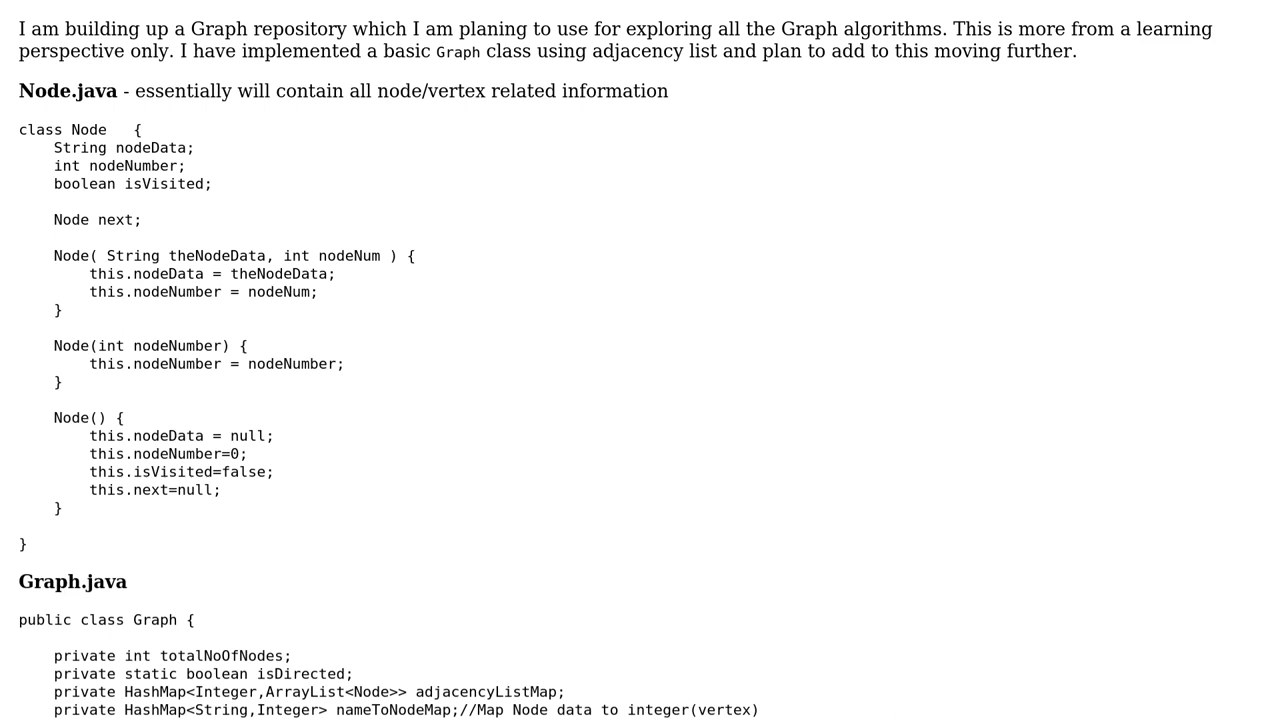 I am building up a Graph repository which I am planing to use for exploring all the Graph algorithms. This is more from a learning
perspective only. I have implemented a basic Graph class using adjacency list and plan to add to this moving further.
Node.java - essentially will contain all node/vertex related information
class Node   {
    String nodeData;
    int nodeNumber;
    boolean isVisited;

    Node next;

    Node( String theNodeData, int nodeNum ) {
        this.nodeData = theNodeData;
        this.nodeNumber = nodeNum;
    }

    Node(int nodeNumber) {
        this.nodeNumber = nodeNumber;
    }

    Node() {
        this.nodeData = null;
        this.nodeNumber=0;
        this.isVisited=false;
        this.next=null;
    }

}
Graph.java
public class Graph {

    private int totalNoOfNodes;
    private static boolean isDirected;
    private HashMap<Integer,ArrayList<Node>> adjacencyListMap;
    private HashMap<String,Integer> nameToNodeMap;//Map Node data to integer(vertex)